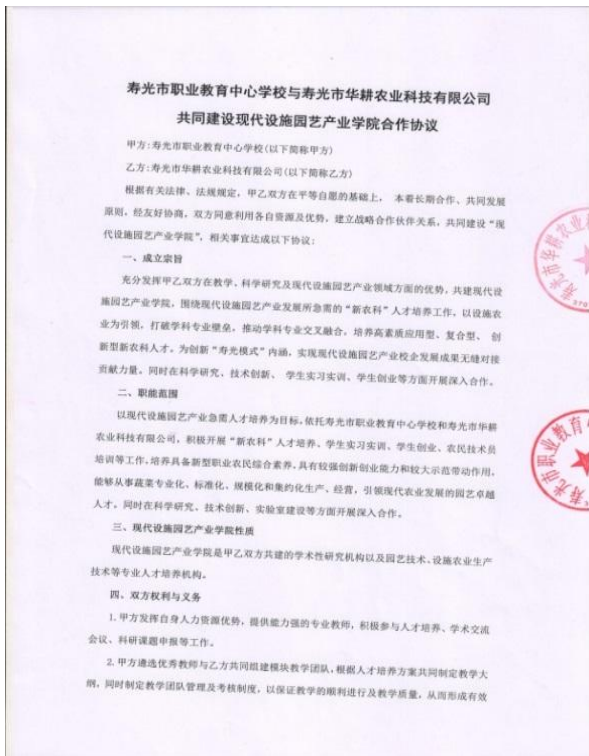 寿光市职业教育中心学校与寿光市华耕农业科技有限公司
共同建设现代设施园艺产业学院合作协议
甲方:寿光市职业教育中心学校(以下简称甲方)
乙方:寿光市华耕农业科技有限公司(以下简称乙方)
根据有关法律、法规规定，甲乙双方在平等自愿的基础上， 本着长期合作、共同发展
原则，经友好协商，双方同意利用各自资源及优势，建立战略合作伙伴关系，共同建设“现
代设施园艺产业学院”，相关事宜达成以下协议：
一、成立宗旨
充分发挥甲乙双方在教学、科学研究及现代设施园艺产业领域方面的优势，共建现代设
施园艺产业学院，围绕现代设施园艺产业发展所急需的“新农科”人才培养工作，以设施农
业为引领，打破学科专业壁垒，推动学科专业交叉融合，培养高素质应用型、复合型、 创
新型新农科人才。为创新“寿光模式”内涵，实现现代设施园艺产业校企发展成果无缝对接
贡献力量。同时在科学研究、技术创新、 学生实习实训、学生创业等方面开展深入合作。
二、职能范围
以现代设施园艺产业急需人才培养为目标，依托寿光市职业教育中心学校和寿光市华耕
农业科技有限公司，积极开展“新农科”人才培养、学生实习实训、学生创业、农民技术员
培训等工作，培养具备新型职业农民综合素养，具有较强创新创业能力和较大示范带动作用，
能够从事蔬菜专业化、标准化、规模化和集约化生产、经营，引领现代农业发展的园艺卓越
人才。同时在科学研究、技术创新、实验室建设等方面开展深入合作。
三、现代设施园艺产业学院性质
现代设施园艺产业学院是甲乙双方共建的学术性研究机构以及园艺技术、设施农业生产
技术等专业人才培养机构。
四、双方权利与义务
1.甲方发挥自身人力资源优势，提供能力强的专业教师，积极参与人才培养、学术交流
会议、科研课题申报等工作。
2.甲方遴选优秀教师与乙方共同组建模块教学团队，根据人才培养方案共同制定教学大
纲，同时制定教学团队管理及考核制度，以保证教学的顺利进行及教学质量，从而形成有效
寿光市华耕农业
370
寿光市职业教育中